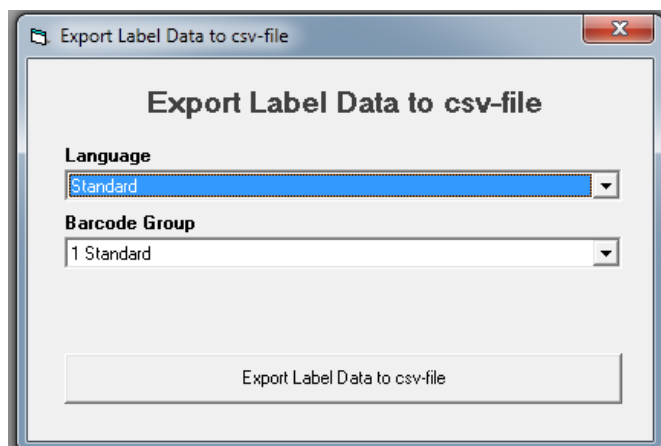 Export Label Data to csv-file
Export Label Data to csv-file
Language
Standard
Barcode Group
1 Standard
Export Label Data to csv-file